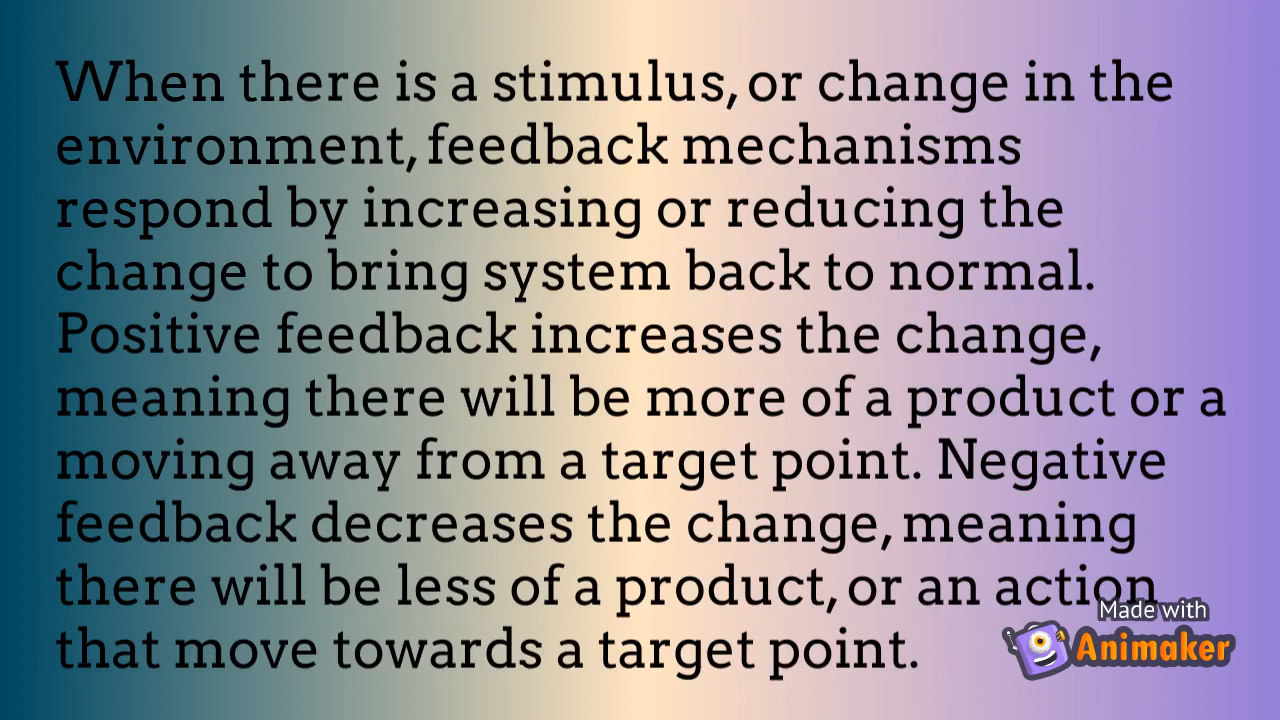 When there is a stimulus, or change in the
environment, feedback mechanisms
respond by increasing or reducing the
change to bring system back to normal.
Positive feedback increases the change,
meaning there will be more of a product or a
moving away from a target point. Negative
feedback decreases the change, meaning
there will be less of a product, or an action
that move towards a target point.
Made with
Animaker